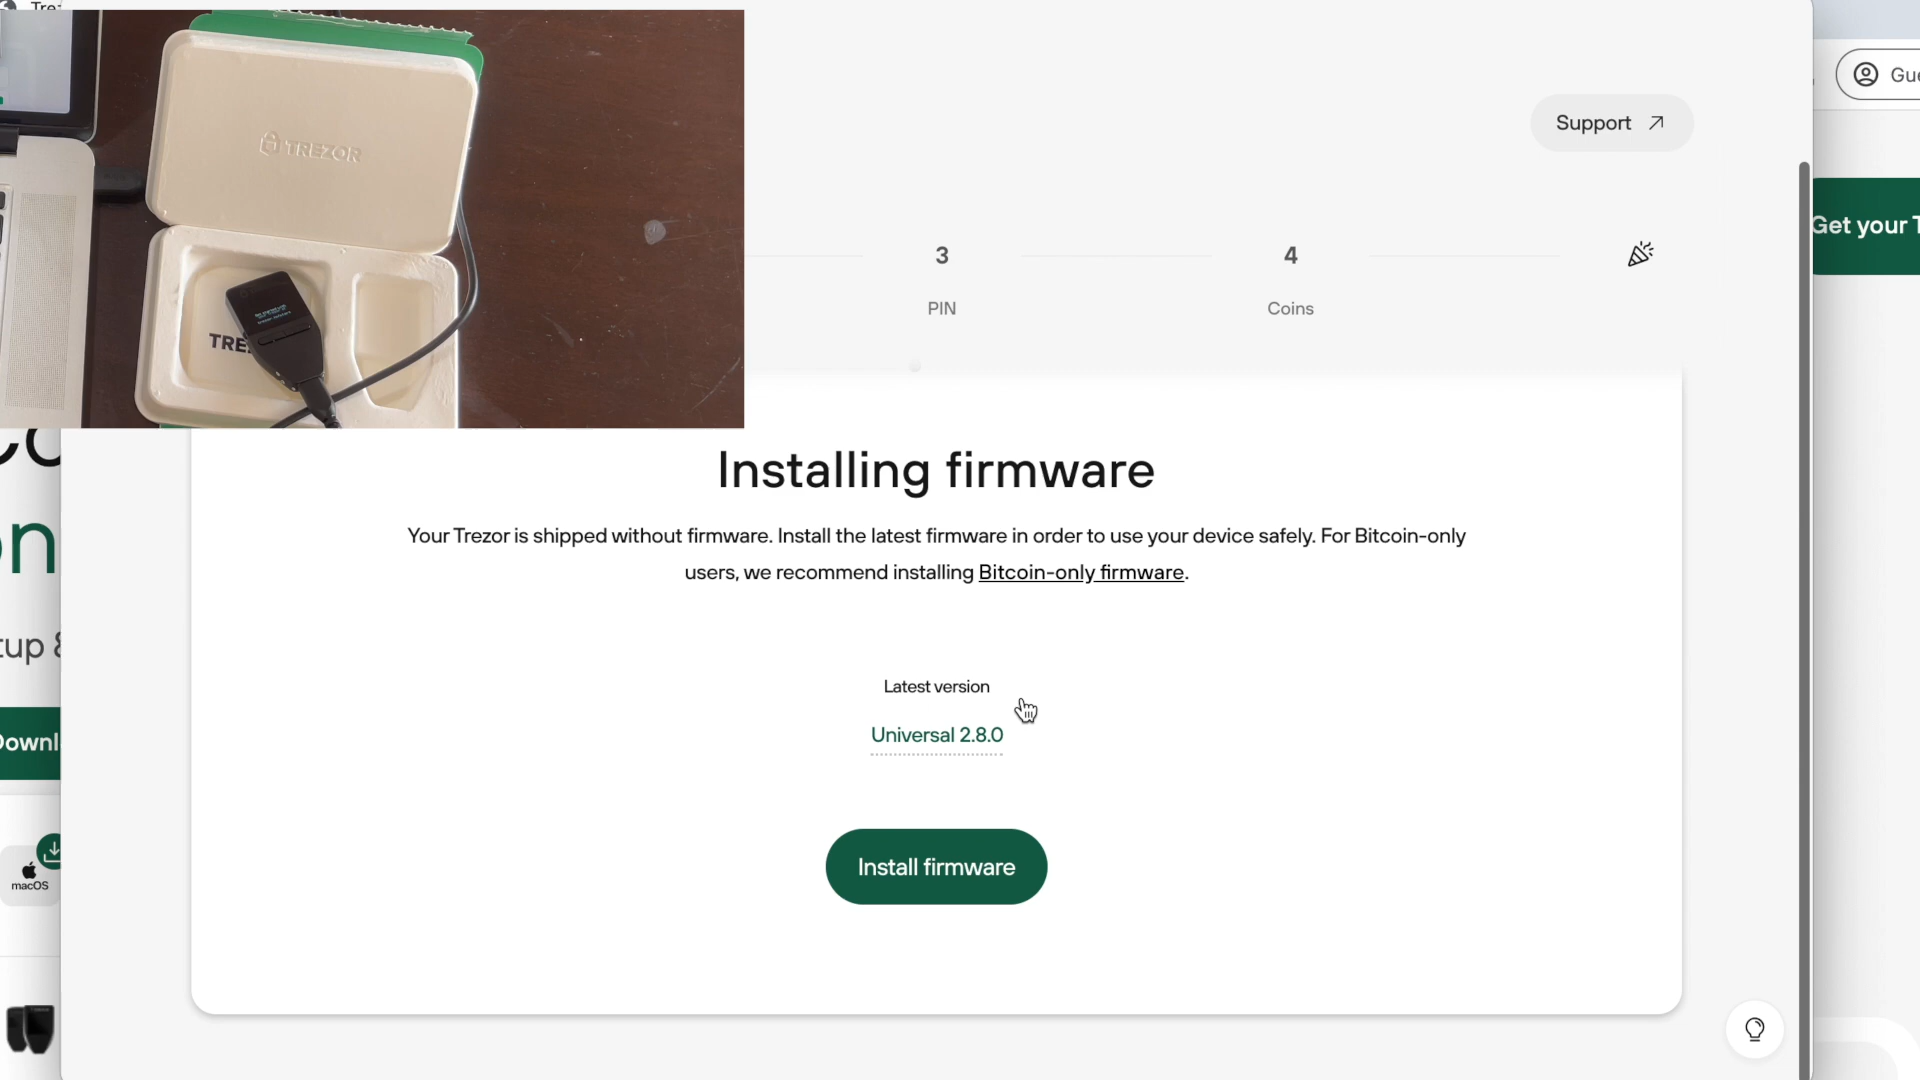 Support
TREZOR
Get your
3
4
PIN
Coins
Installing firmware
Your Trezor is shipped without firmware. Install the latest firmware in order to use your device safely. For Bitcoin-only
users, we recommend installing Bitcoin-only firmware.
Latest version
Universal 2.8.0
Install firmware
macOS